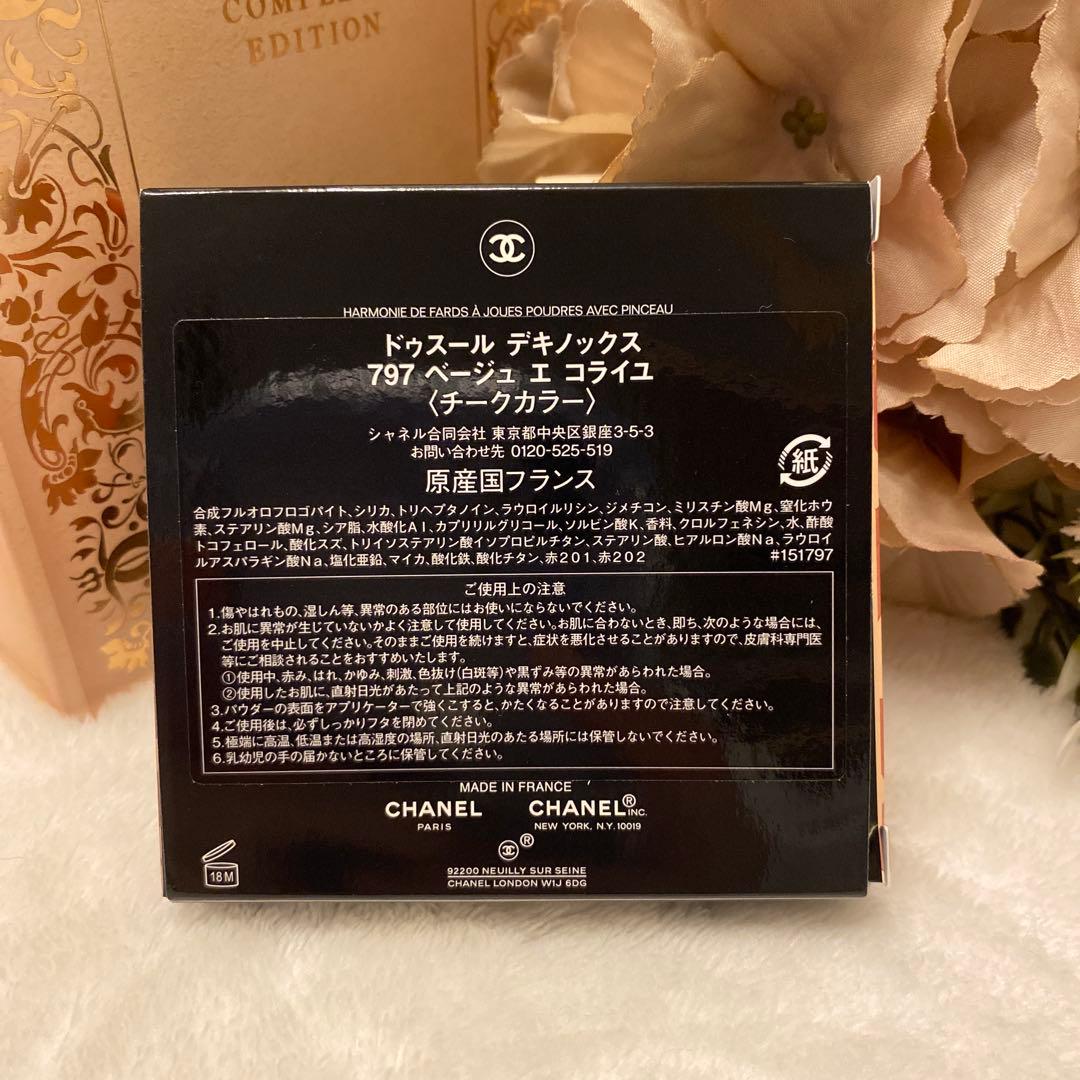 EDITION
HARMONIE DE FARDS À JOUES POUDRES AVEC PINCEAU
ドゥスール デキノックス
797 ベージュ エ コライユ
〈チークカラー〉
シャネル合同会社 東京都中央区銀座3-5-3
お問い合わせ先 0120-525-519
原産国フランス
紙
合成フルオロフロゴパイト、シリカ、トリヘプタノイン、ラウロイルリシン、ジメチコン、ミリスチン酸Mg、窒化ホウ
素、ステアリン酸Mg、シア脂、水酸化Al、カプリリルグリコール、ソルビン酸K、香料、クロルフェネシン、水、酢酸
トコフェロール、酸化スズ、トリイソステアリン酸イソプロピルチタン、ステアリン酸、ヒアルロン酸Na、ラウロイ
ルアスパラギン酸Na、塩化亜鉛、マイカ、酸化鉄、酸化チタン、赤201、赤202 #151797
ご使用上の注意
1.傷やはれもの、湿しん等、異常のある部位にはお使いにならないでください。
2.お肌に異常が生じていないかよく注意して使用してください。お肌に合わないとき、即ち、次のような場合には、
ご使用を中止してください。そのままご使用を続けますと、症状を悪化させることがありますので、皮膚科専門医
等にご相談されることをおすすめいたします。
①使用中、赤み、はれ、かゆみ、刺激、色抜け(白斑等)や黒ずみ等の異常があらわれた場合。
②使用したお肌に、直射日光があたって上記のような異常があらわれた場合。
3.パウダーの表面をアプリケーターで強くこすると、かたくなることがありますので注意してください。
4.ご使用後は、必ずしっかりフタを閉めてください。
5.極端に高温、低温または高湿度の場所、直射日光のあたる場所には保管しないでください。
6.乳幼児の手の届かないところに保管してください。
MADE IN FRANCE
CHANEL CHANEL® INC.
PARIS NEW YORK, N.Y. 10019
®
18M
92200 NEUILLY SUR SEINE
CHANEL LONDON W1J 6DG